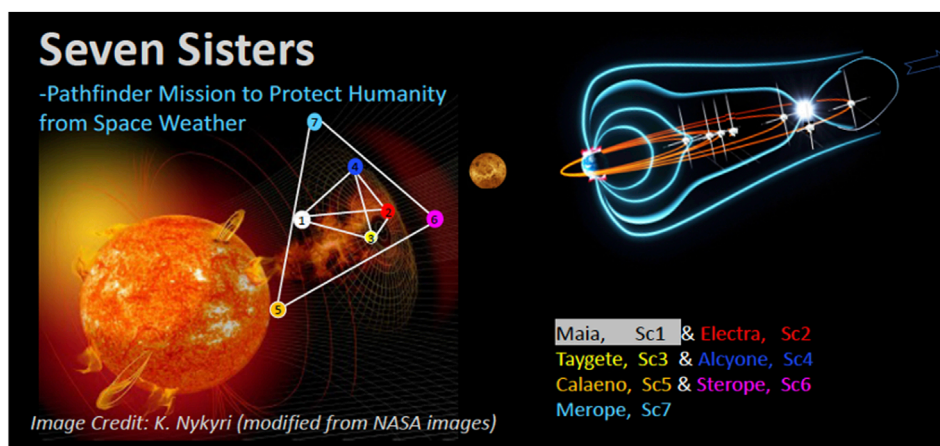 Seven Sisters
-Pathfinder Mission to Protect Humanity
from Space Weather
7
4
1
2
6
3
5
Maia, Sc1 & Electra, Sc2
Taygete, Sc3 & Alcyone, Sc4
Calaeno, Sc5 & Sterope, Sc6
Merope, Sc7
Image Credit: K. Nykyri (modified from NASA images)